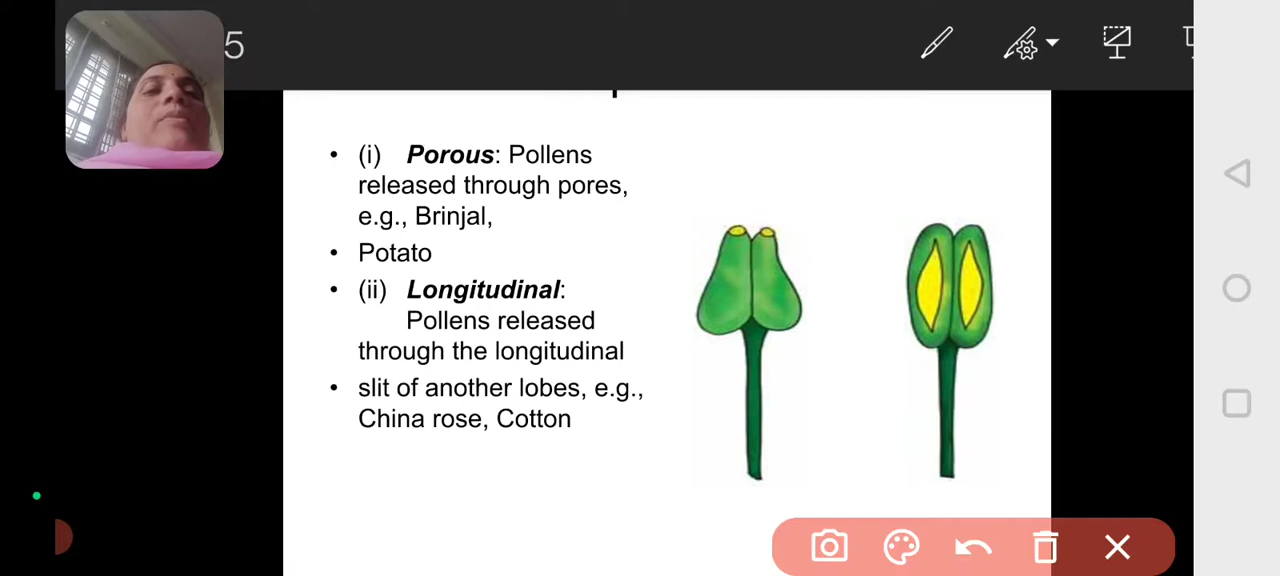 5
• (i) Porous: Pollens
released through pores,
e.g., Brinjal,
• Potato
• (ii) Longitudinal:
Pollens released
through the longitudinal
• slit of another lobes, e.g.,
China rose, Cotton